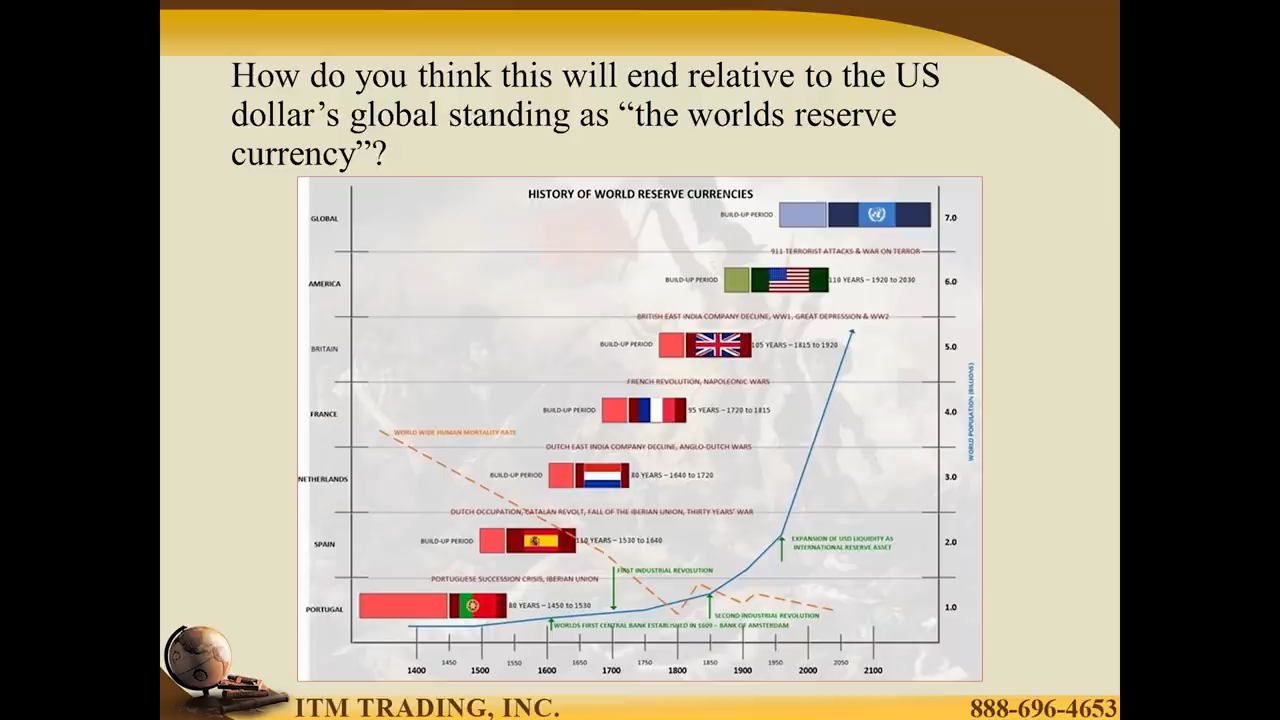 How do you think this will end relative to the US
dollar’s global standing as “the worlds reserve
currency”?
HISTORY OF WORLD RESERVE CURRENCIES
GLOBAL
BUILD-UP PERIOD
7.0
911 TERRORIST ATTACKS & WAR ON TERROR
AMERICA
BUILD-UP PERIOD
110 YEARS – 1920 to 2030
6.0
BRITISH EAST INDIA COMPANY DECLINE, WW1, GREAT DEPRESSION & WW2
BRITAIN
BUILD-UP PERIOD
105 YEARS – 1815 to 1920
5.0
FRENCH REVOLUTION, NAPOLEONIC WARS
FRANCE
BUILD-UP PERIOD
95 YEARS – 1720 to 1815
4.0
WORLD POPULATION (BILLIONS)
WORLD WIDE HUMAN MORTALITY RATE
DUTCH EAST INDIA COMPANY DECLINE, ANGLO-DUTCH WARS
NETHERLANDS
BUILD-UP PERIOD
80 YEARS – 1640 to 1720
3.0
DUTCH OCCUPATION, CATALAN REVOLT, FALL OF THE IBERIAN UNION, THIRTY YEARS' WAR
SPAIN
BUILD-UP PERIOD
110 YEARS – 1530 to 1640
2.0
EXPANSION OF USD LIQUIDITY AS
INTERNATIONAL RESERVE ASSET
FIRST INDUSTRIAL REVOLUTION
PORTUGUESE SUCCESSION CRISIS, IBERIAN UNION
PORTUGAL
80 YEARS – 1450 to 1530
1.0
SECOND INDUSTRIAL REVOLUTION
WORLDS FIRST CENTRAL BANK ESTABLISHED IN 1609 – BANK OF AMSTERDAM
1400 1450 1500 1550 1600 1650 1700 1750 1800 1850 1900 1950 2000 2050 2100
ITM TRADING, INC.
888-696-4653